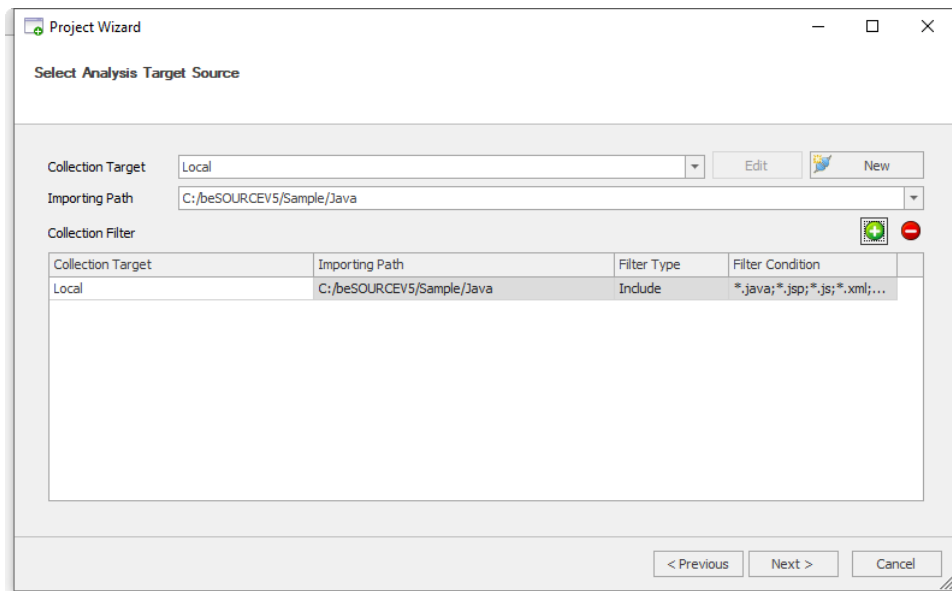 Project Wizard
Select Analysis Target Source
Collection Target Local Edit New
Importing Path C:/beSOURCEV5/Sample/Java
Collection Filter
Collection Target Importing Path Filter Type Filter Condition
Local C:/beSOURCEV5/Sample/Java Include *.java;*.jsp;*.js;*.xml;...
< Previous Next > Cancel